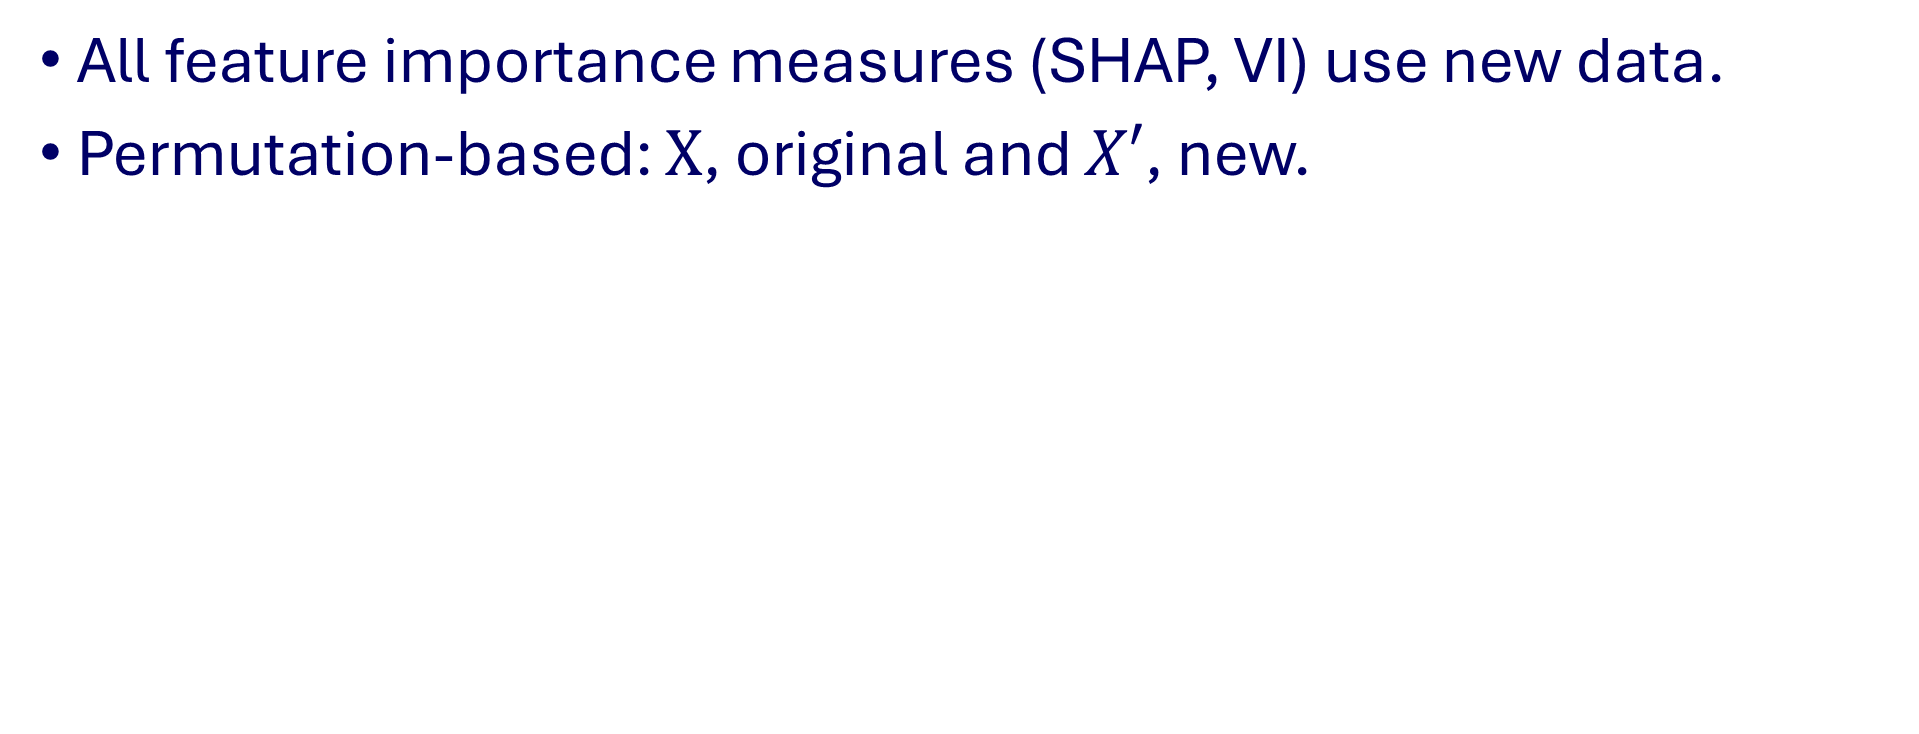 • All feature importance measures (SHAP, VI) use new data.
• Permutation-based: X, original and X′, new.